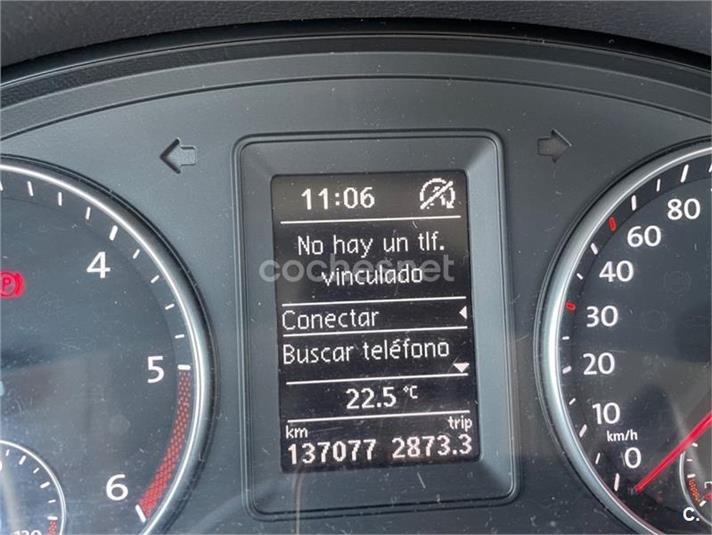 11:06
No hay un tlf.
vinculado
coches.net
Conectar
Buscar teléfono
22.5 °C
km trip
137077 2873.3
4
5
6
P
80
60
40
30
20
10
km/h
0
C.